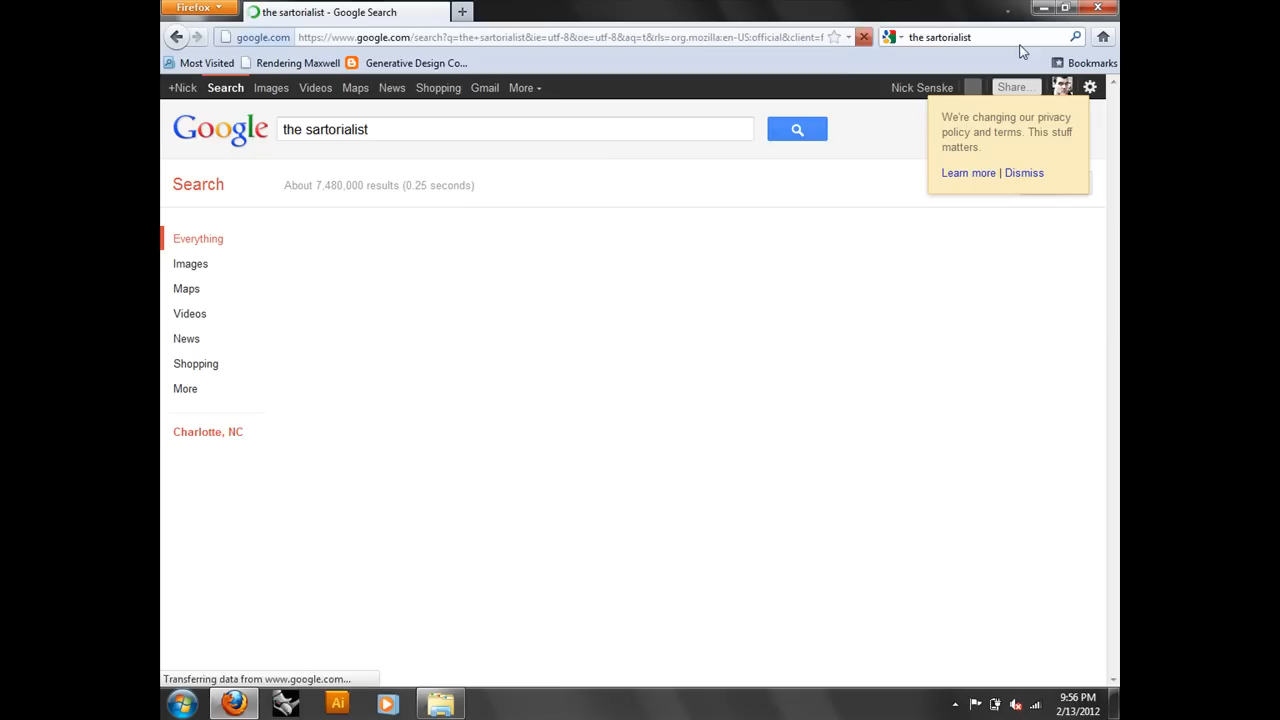 Firefox
the sartorialist - Google Search
google.com
https://www.google.com/search?q=the+sartorialist&ie=utf-8&oe=utf-8&aq=t&rls=org.mozilla:en-US:official&client=f
the sartorialist
Most Visited
Rendering Maxwell
Generative Design Co...
Bookmarks
+Nick
Search
Images
Videos
Maps
News
Shopping
Gmail
More
Nick Senske
Share...
Google
the sartorialist
We're changing our privacy
policy and terms. This stuff
matters.
Learn more | Dismiss
Search
About 7,480,000 results (0.25 seconds)
Everything
Images
Maps
Videos
News
Shopping
More
Charlotte, NC
Transferring data from www.google.com...
Ai
9:56 PM
2/13/2012